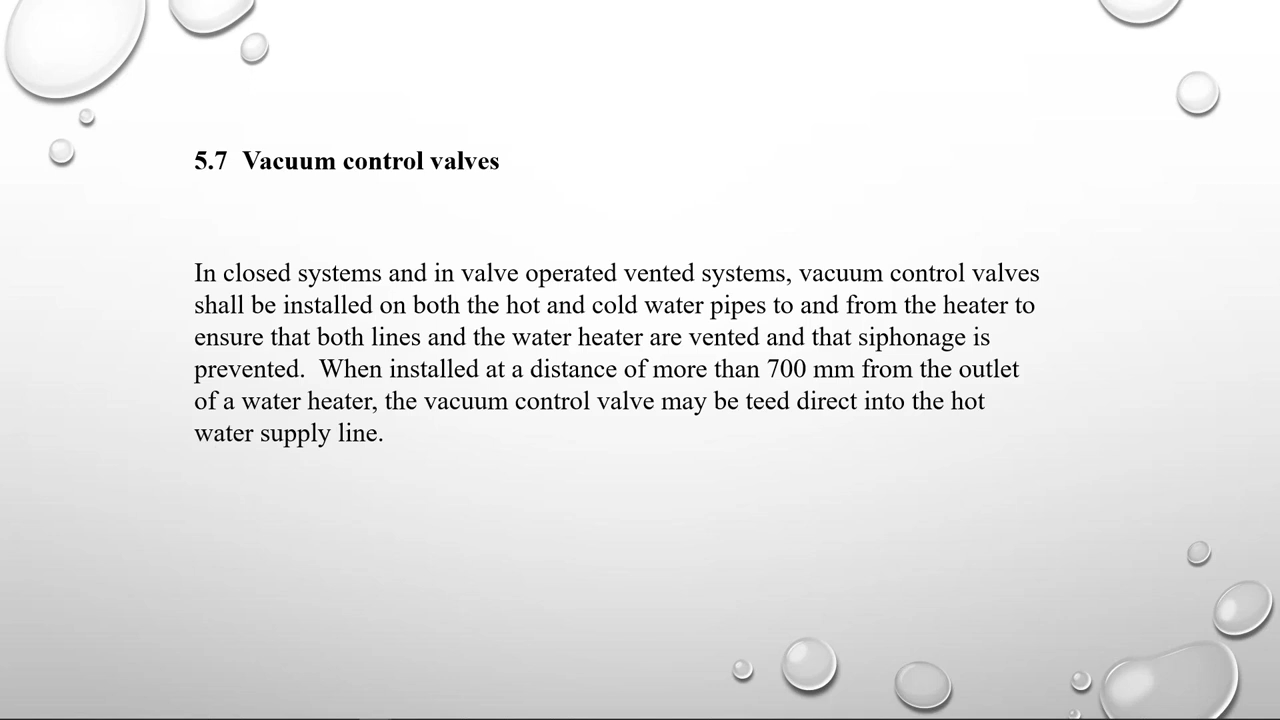 5.7  Vacuum control valves
In closed systems and in valve operated vented systems, vacuum control valves
shall be installed on both the hot and cold water pipes to and from the heater to
ensure that both lines and the water heater are vented and that siphonage is
prevented.  When installed at a distance of more than 700 mm from the outlet
of a water heater, the vacuum control valve may be teed direct into the hot
water supply line.